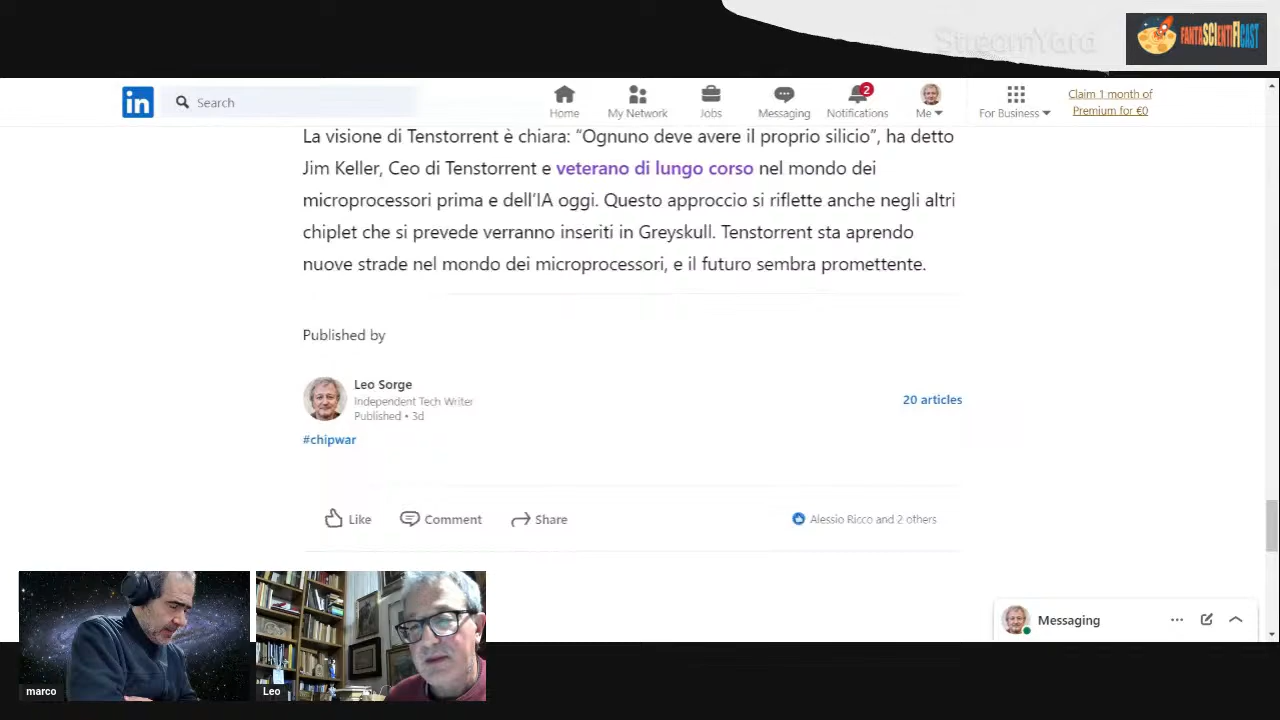 StreamYard
FANTASCIENTIFICAST
in
Search
Home
My Network
Jobs
Messaging
2
Notifications
Me
For Business
Claim 1 month of
Premium for €0
La visione di Tenstorrent è chiara: “Ognuno deve avere il proprio silicio”, ha detto
Jim Keller, Ceo di Tenstorrent e veterano di lungo corso nel mondo dei
microprocessori prima e dell’IA oggi. Questo approccio si riflette anche negli altri
chiplet che si prevede verranno inseriti in Greyskull. Tenstorrent sta aprendo
nuove strade nel mondo dei microprocessori, e il futuro sembra promettente.
Published by
Leo Sorge
Independent Tech Writer
Published • 3d
20 articles
#chipwar
Like
Comment
Share
Alessio Ricco and 2 others
Messaging
marco
Leo